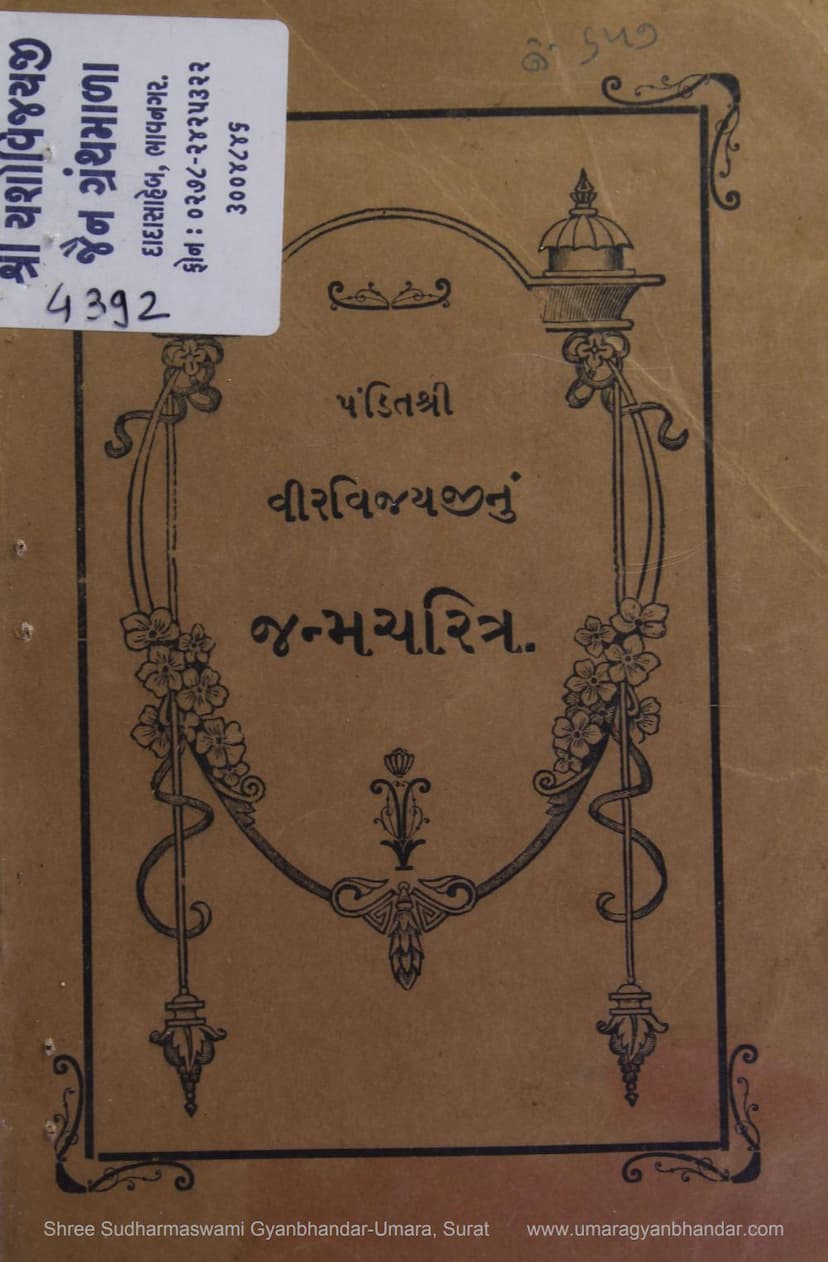 શ્રી યશોવિજયજી
જૈન ગ્રંથમાળા
દાદાસાહેબ, ભાવનગર.
ફોન : ૦૨૭૮-૨૪૨૫૩૨૨
૩૦૦૪૮૪૬
4392
પંડિતશ્રી
વીરવિજયજીનું
જન્મચરિત્ર.
Shree Sudharmaswami Gyanbhandar-Umara, Surat www.umaragyanbhandar.com